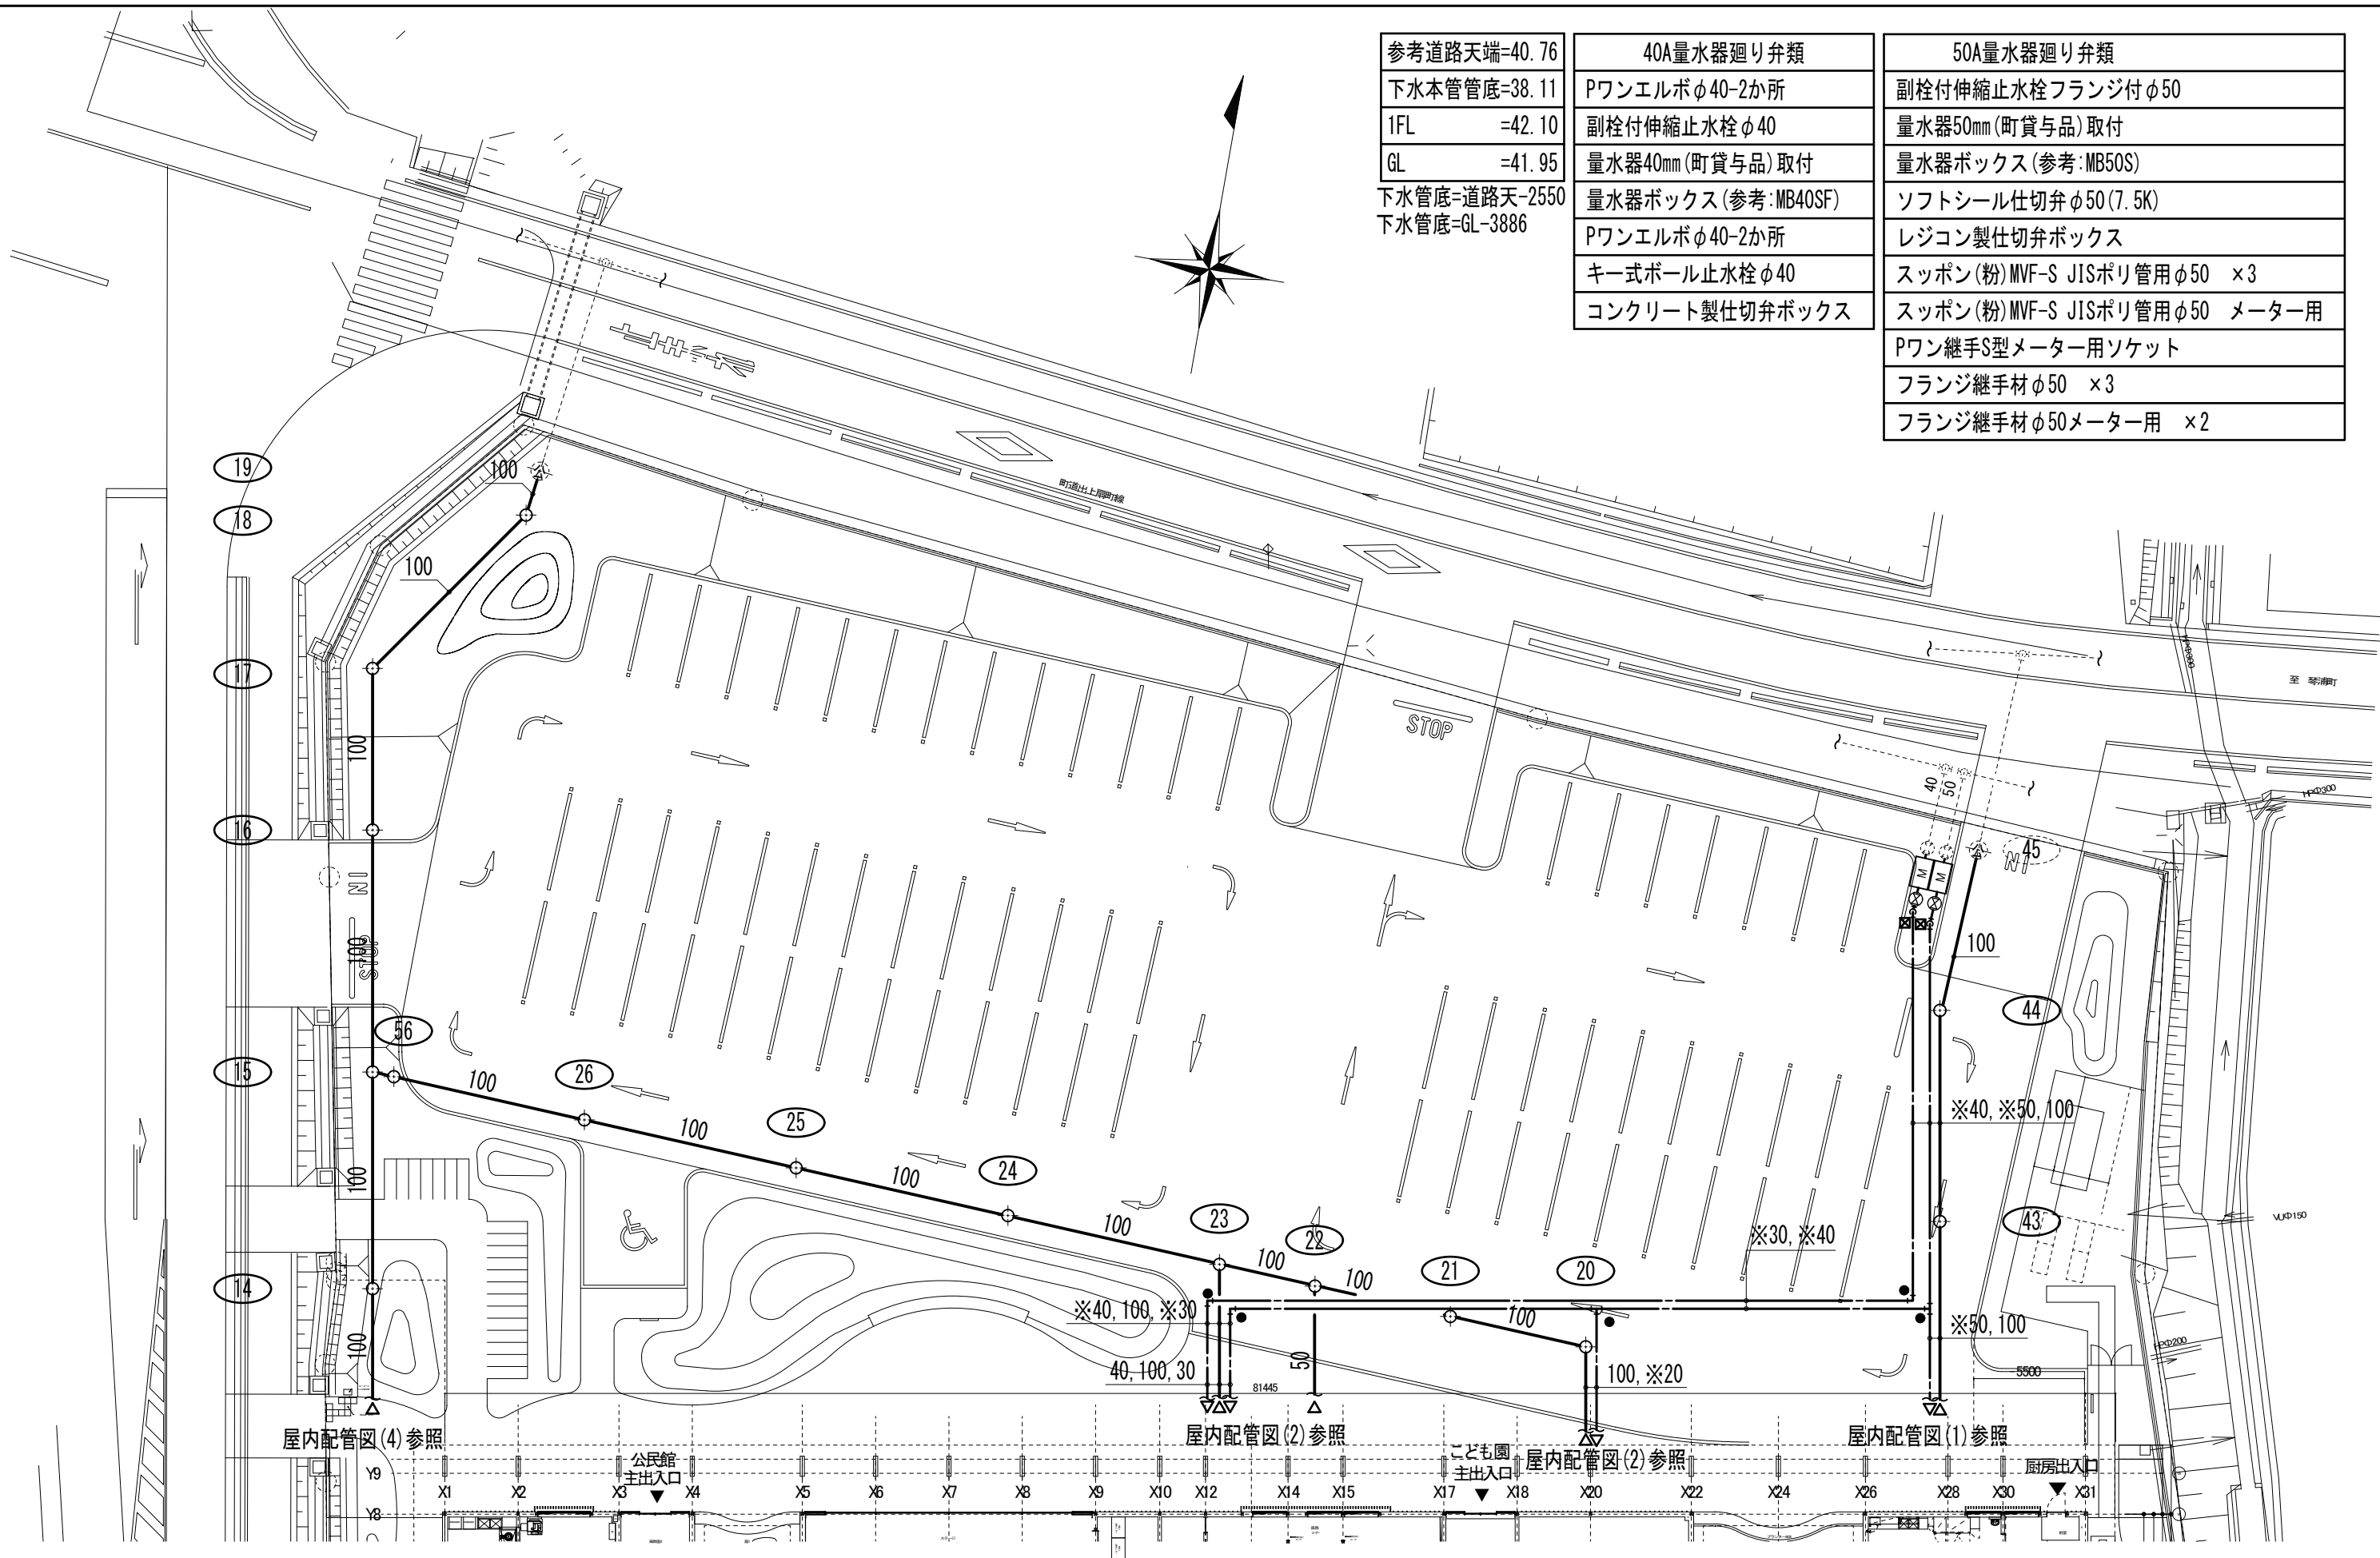 参考道路天端=40.76
下水本管管底=38.11
1FL =42.10
GL =41.95
下水管底=道路天-2550
下水管底=GL-3886
40A量水器廻り弁類
Pワンエルボφ40-2か所
副栓付伸縮止水栓φ40
量水器40mm(町貸与品)取付
量水器ボックス(参考:MB40SF)
Pワンエルボφ40-2か所
キー式ボール止水栓φ40
コンクリート製仕切弁ボックス
50A量水器廻り弁類
副栓付伸縮止水栓フランジ付φ50
量水器50mm(町貸与品)取付
量水器ボックス(参考:MB50S)
ソフトシール仕切弁φ50(7.5K)
レジコン製仕切弁ボックス
スッポン(粉)MVF-S JISポリ管用φ50 ×3
スッポン(粉)MVF-S JISポリ管用φ50 メーター用
Pワン継手S型メーター用ソケット
フランジ継手材φ50 ×3
フランジ継手材φ50メーター用 ×2
19
100
18
100
17
100
16
IN
STOP
100
56
15
100
26
100
25
100
24
100
23
100
22
100
21
100
20
14
100
100
STOP
至 琴浦町
HPΦ300
HPΦ300
40
50
M
M
45
IN
100
44
※40,※50,100
43
VUΦ150
※30,※40
※40,100,※30
40,100,30
50
100,※20
※50,100
HPΦ200
5500
81445
屋内配管図(4)参照
屋内配管図(2)参照
屋内配管図(2)参照
屋内配管図(1)参照
公民館
主出入口
こども園
主出入口
厨房出入口
Y9
Y8
X1
X2
X3
X4
X5
X6
X7
X8
X9
X10
X12
X14
X15
X17
X18
X20
X22
X24
X26
X28
X30
X31